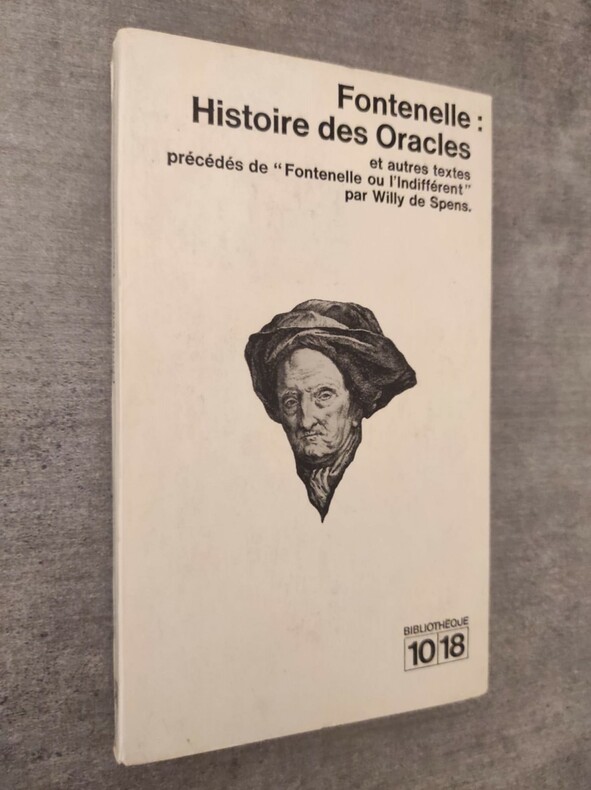 Fontenelle :
Histoire des Oracles
et autres textes
précédés de "Fontenelle ou l'Indifférent"
par Willy de Spens.
BIBLIOTHÈQUE
10 18